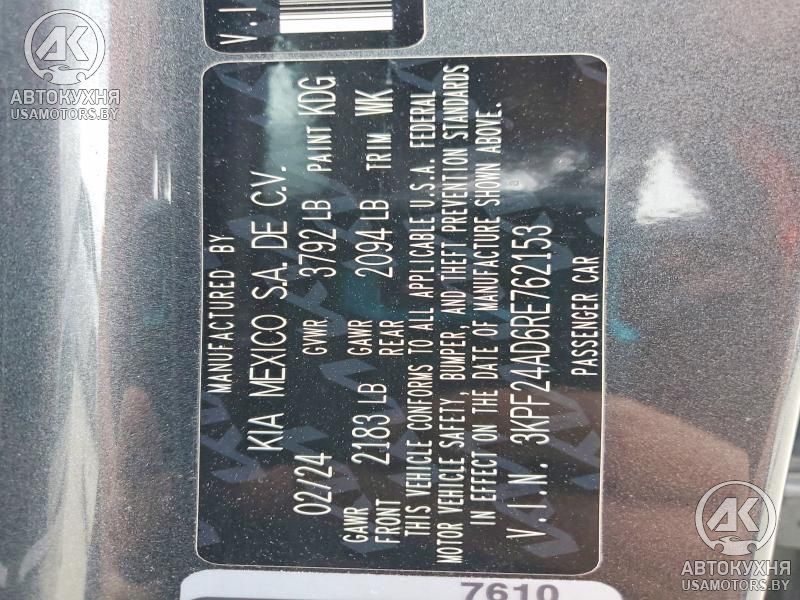 V.I
MANUFACTURED BY
KIA MEXICO S.A. DE C.V.
02/24 GVWR 3792 LB PAINT KDG
GAWR FRONT 2183 LB GAWR REAR 2094 LB TRIM WK
THIS VEHICLE CONFORMS TO ALL APPLICABLE U.S.A. FEDERAL
MOTOR VEHICLE SAFETY, BUMPER, AND THEFT PREVENTION STANDARDS
IN EFFECT ON THE DATE OF MANUFACTURE SHOWN ABOVE.
V.I.N. 3KPF24AD6RE762153
PASSENGER CAR
7610
AK
АВТОКУХНЯ
USAMOTORS.BY
AK
АВТОКУХНЯ
USAMOTORS.BY